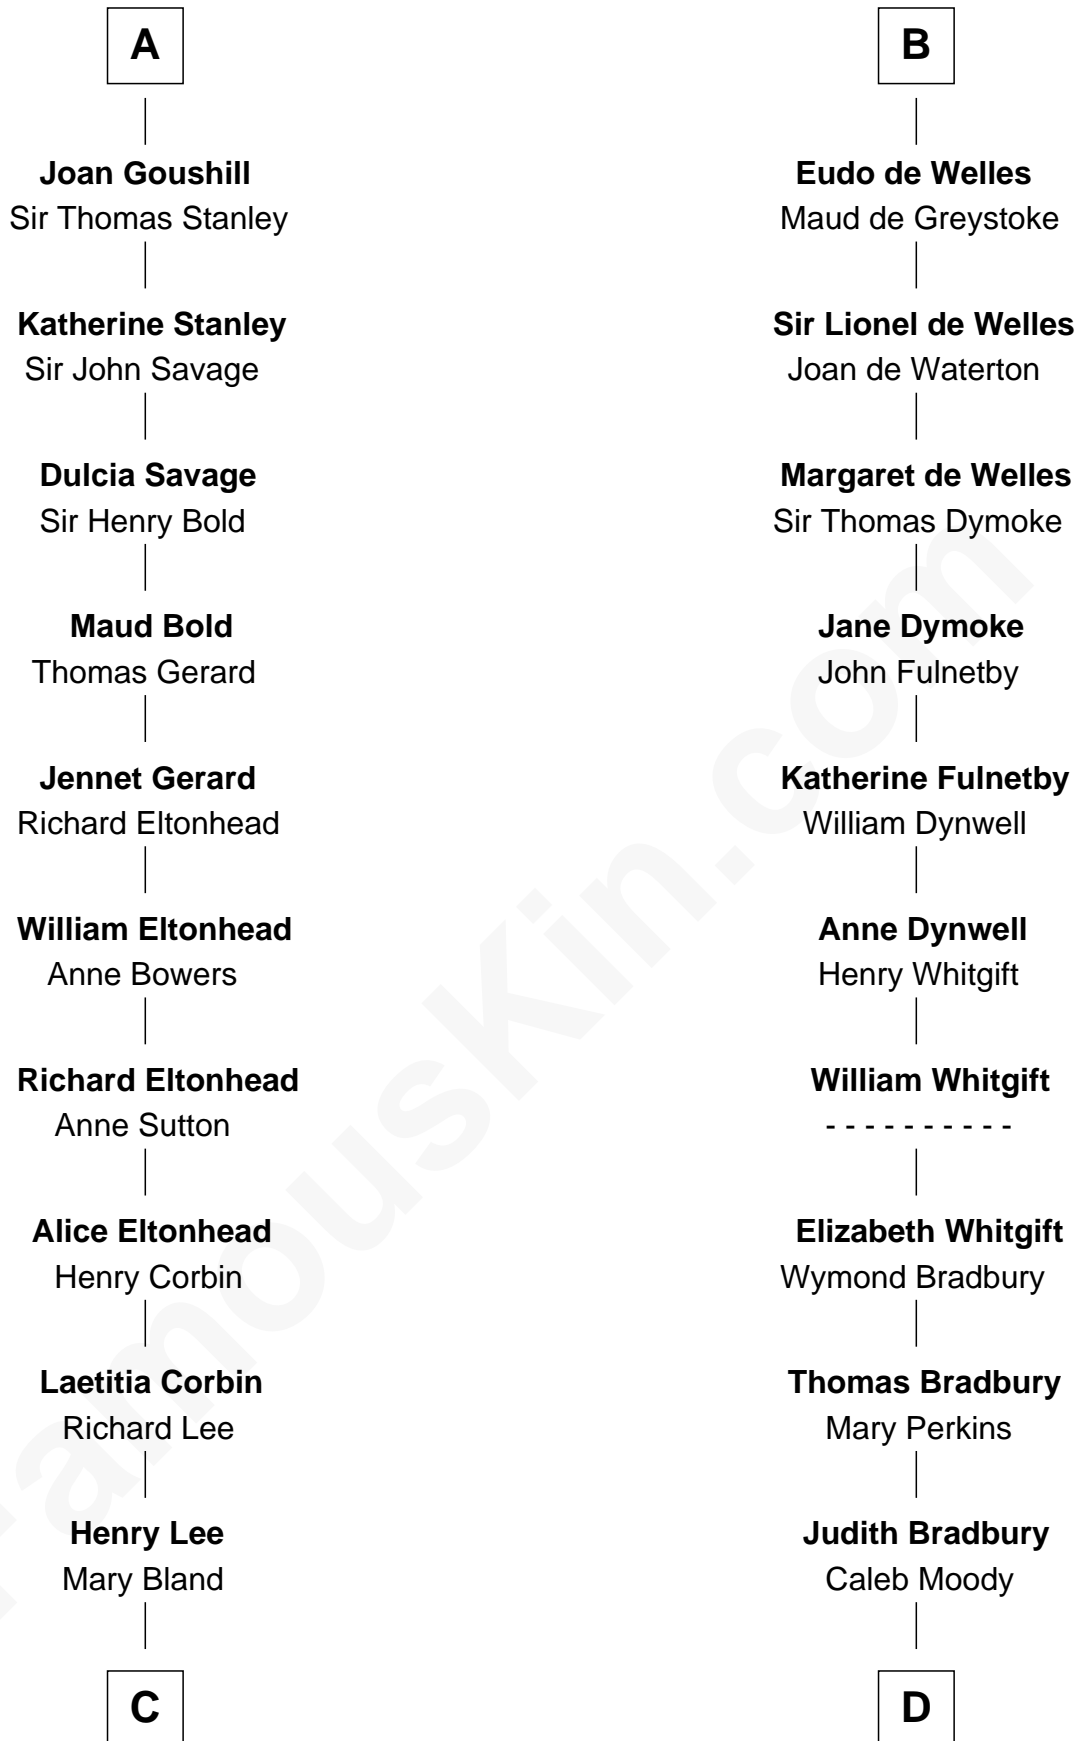 A
Joan Goushill
Sir Thomas Stanley
Katherine Stanley
Sir John Savage
Dulcia Savage
Sir Henry Bold
Maud Bold
Thomas Gerard
Jennet Gerard
Richard Eltonhead
William Eltonhead
Anne Bowers
Richard Eltonhead
Anne Sutton
Alice Eltonhead
Henry Corbin
Laetitia Corbin
Richard Lee
Henry Lee
Mary Bland
C
B
Eudo de Welles
Maud de Greystoke
Sir Lionel de Welles
Joan de Waterton
Margaret de Welles
Sir Thomas Dymoke
Jane Dymoke
John Fulnetby
Katherine Fulnetby
William Dynwell
Anne Dynwell
Henry Whitgift
William Whitgift
- - - - - - - - - -
Elizabeth Whitgift
Wymond Bradbury
Thomas Bradbury
Mary Perkins
Judith Bradbury
Caleb Moody
D
FamousKin.com